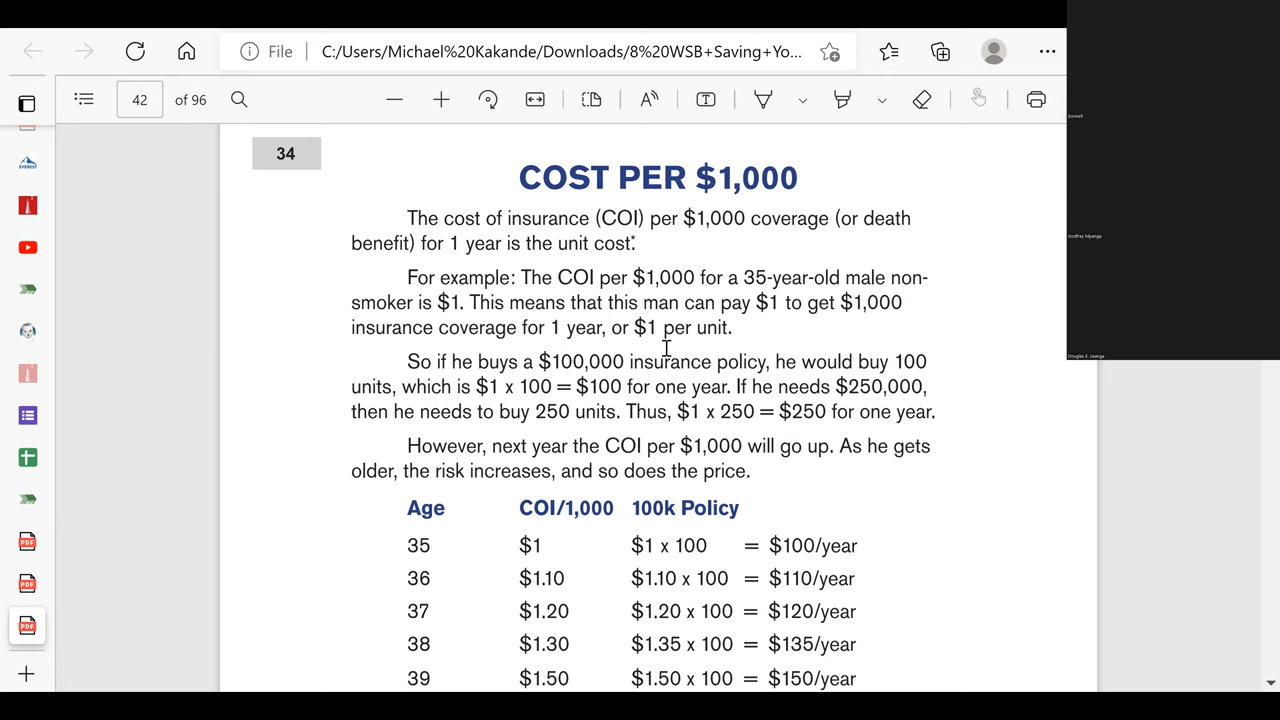 File
C:/Users/Michael%20Kakande/Downloads/8%20WSB+Saving+Yo...
42 of 96
Donnell
Godfrey Mpanga
Douglas E. Lwanga
EVEREST
34
COST PER $1,000
The cost of insurance (COI) per $1,000 coverage (or death
benefit) for 1 year is the unit cost.*
For example: The COI per $1,000 for a 35-year-old male non-
smoker is $1. This means that this man can pay $1 to get $1,000
insurance coverage for 1 year, or $1 per unit.
So if he buys a $100,000 insurance policy, he would buy 100
units, which is $1 x 100 = $100 for one year. If he needs $250,000,
then he needs to buy 250 units. Thus, $1 x 250 = $250 for one year.
However, next year the COI per $1,000 will go up. As he gets
older, the risk increases, and so does the price.
Age COI/1,000 100k Policy
35 $1 $1 x 100 = $100/year
36 $1.10 $1.10 x 100 = $110/year
37 $1.20 $1.20 x 100 = $120/year
38 $1.30 $1.35 x 100 = $135/year
39 $1.50 $1.50 x 100 = $150/year